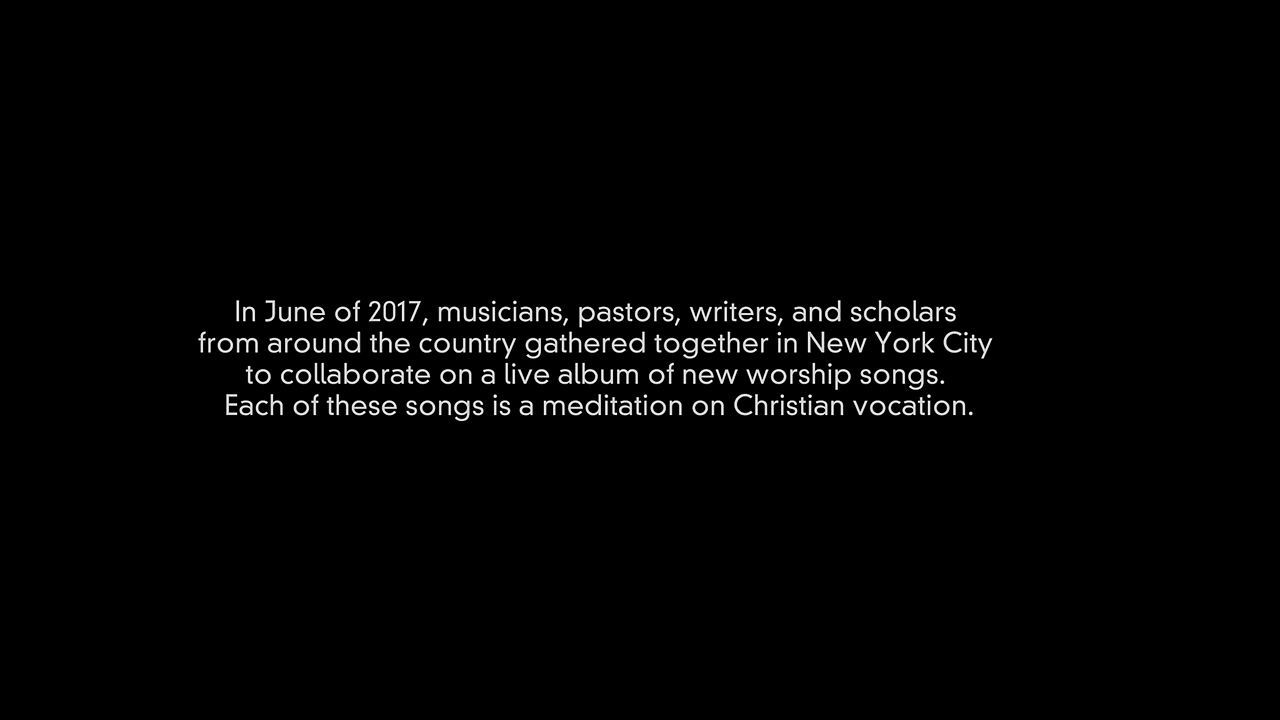 In June of 2017, musicians, pastors, writers, and scholars
from around the country gathered together in New York City
to collaborate on a live album of new worship songs.
Each of these songs is a meditation on Christian vocation.